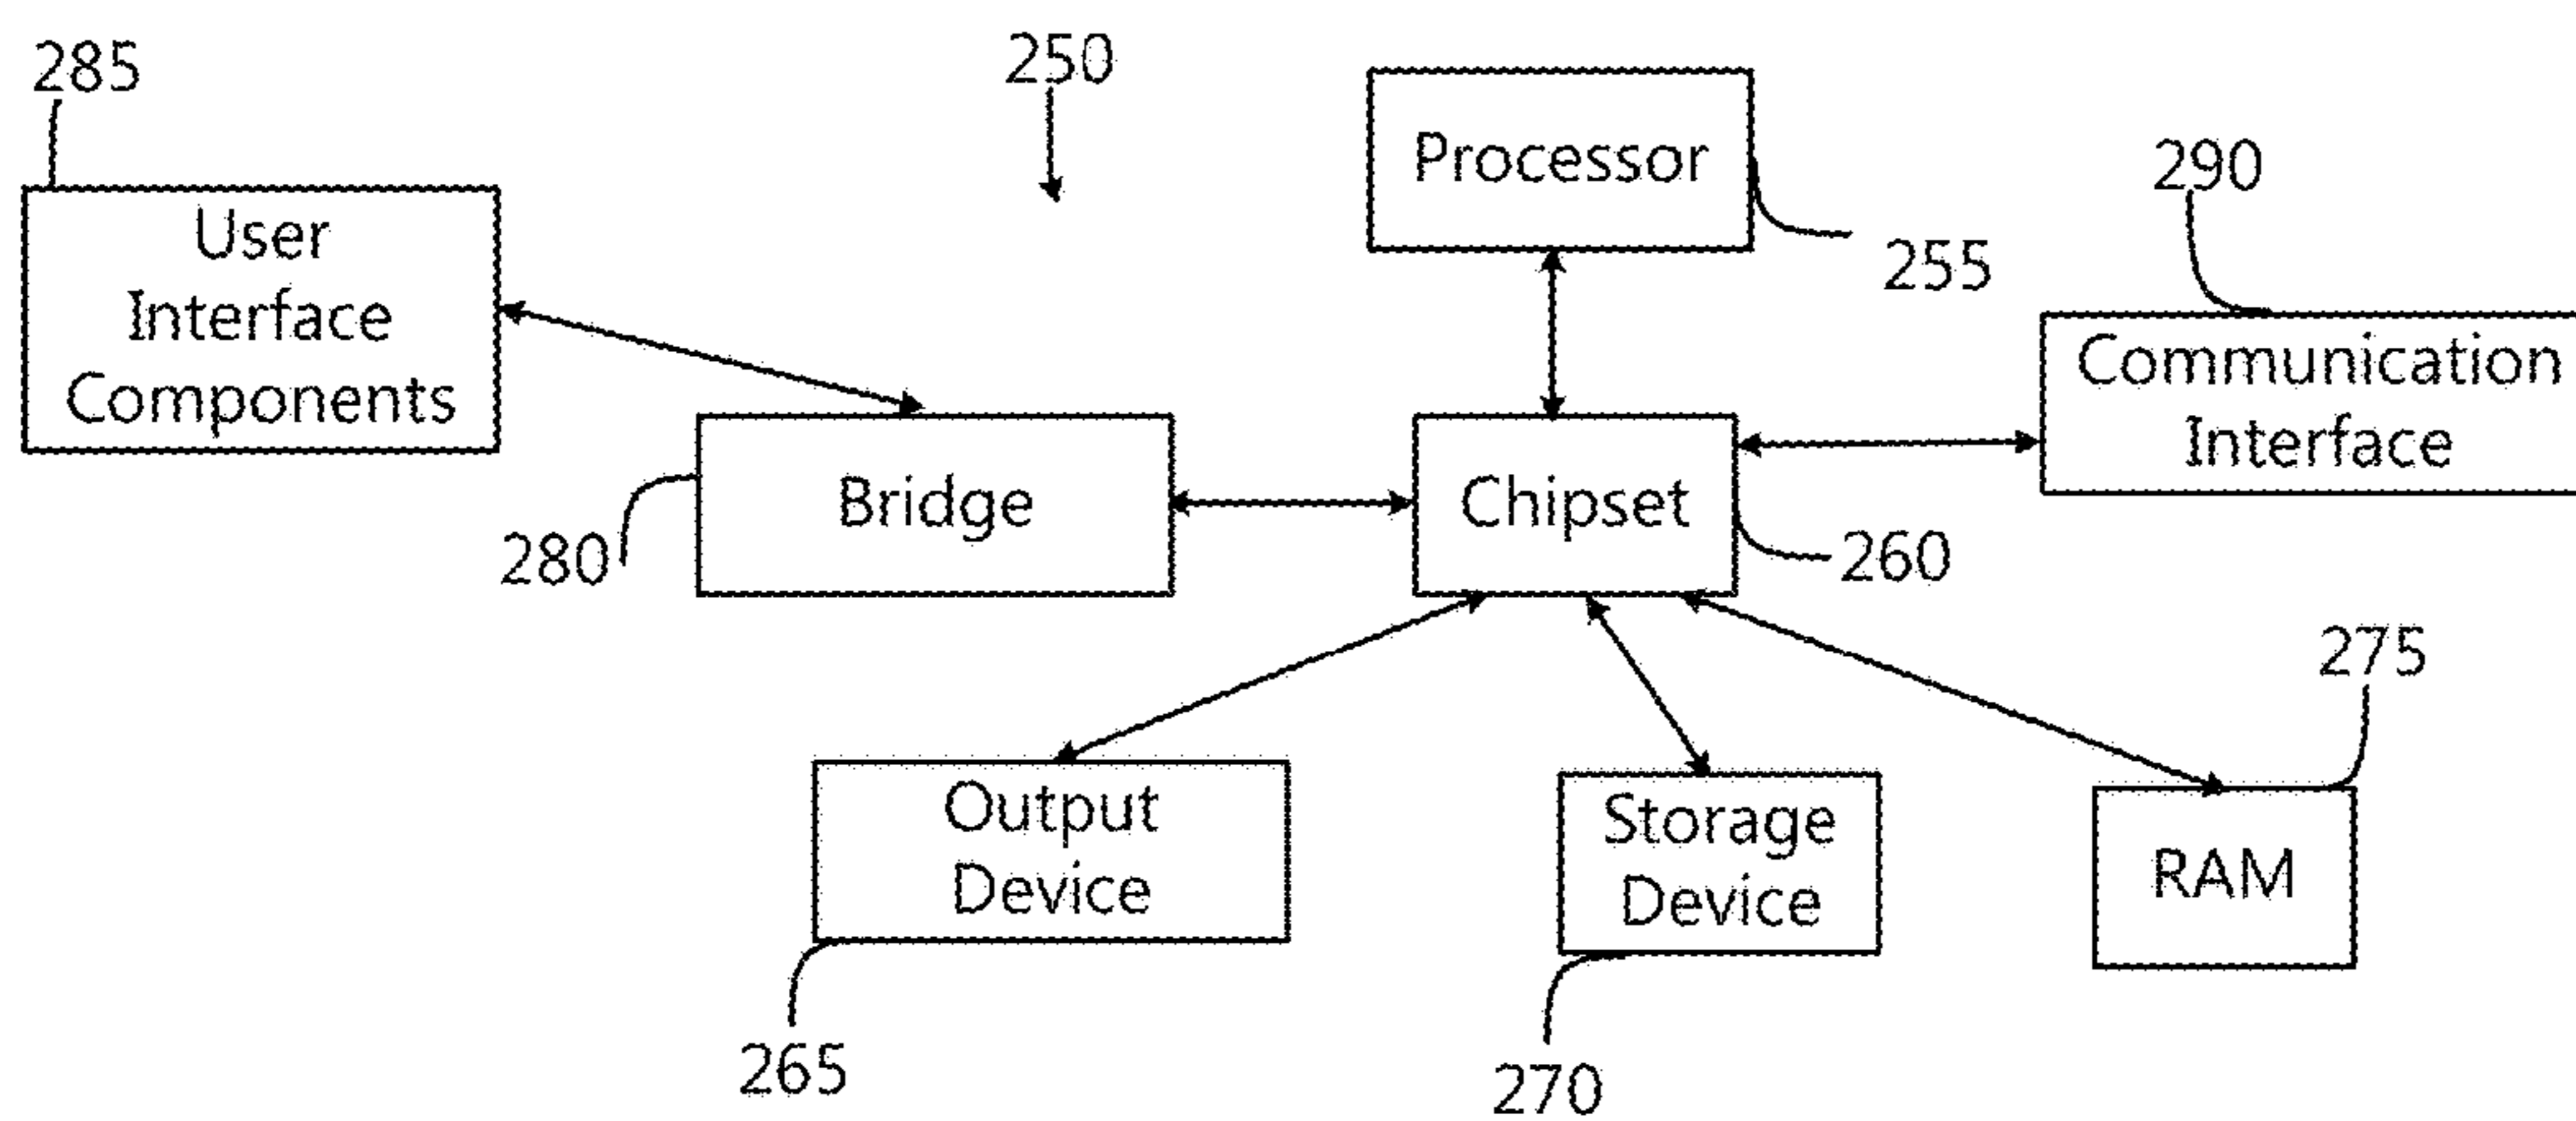 285
250
Processor
255
290
User
Interface
Components
Communication
Interface
Bridge
280
Chipset
260
275
Output
Device
265
Storage
Device
270
RAM